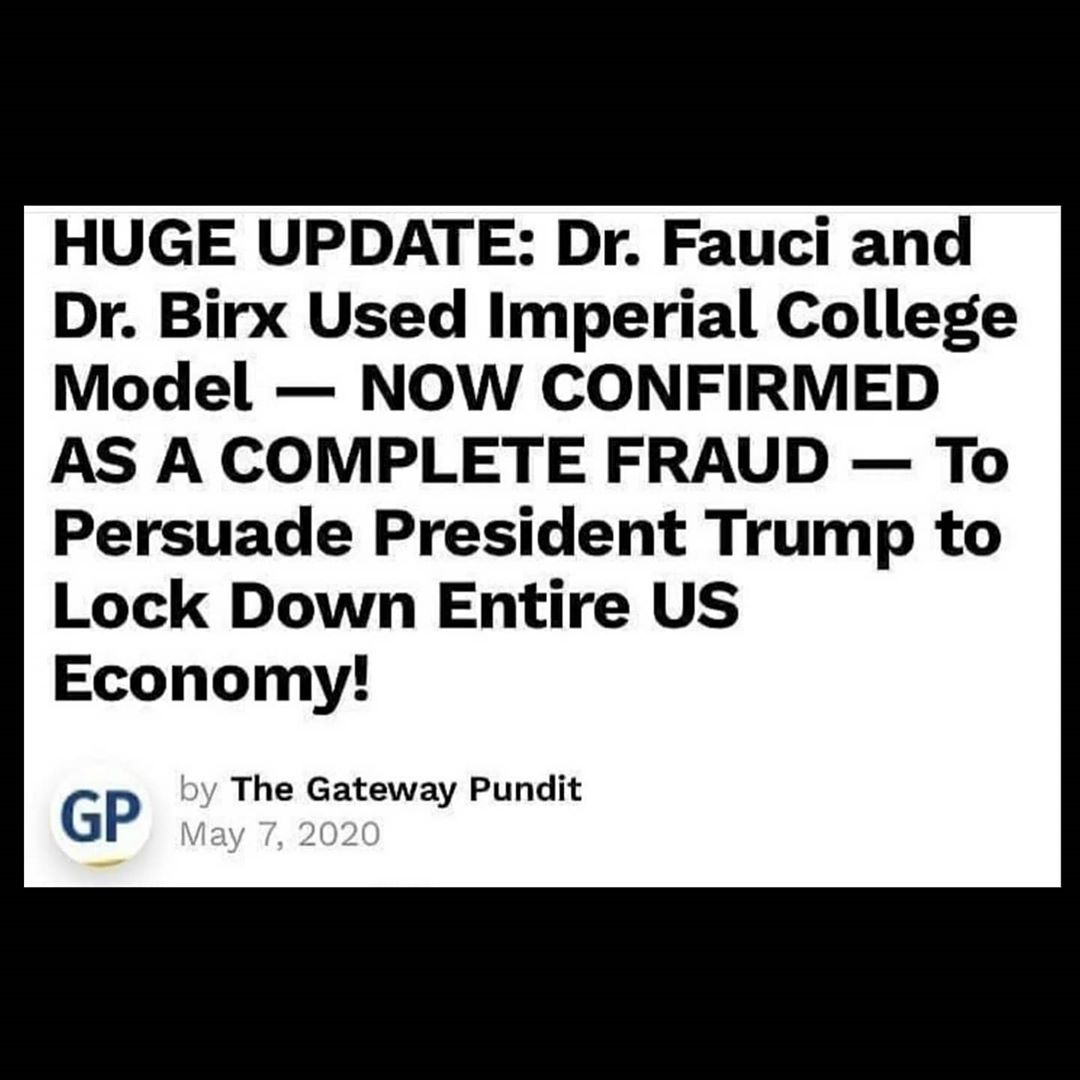 HUGE UPDATE: Dr. Fauci and
Dr. Birx Used Imperial College
Model — NOW CONFIRMED
AS A COMPLETE FRAUD — To
Persuade President Trump to
Lock Down Entire US
Economy!
GP
by The Gateway Pundit
May 7, 2020